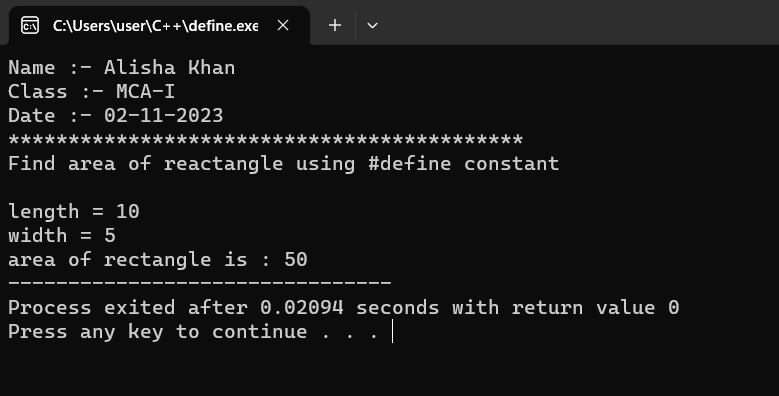 C:\Users\user\C++\define.exe
Name :- Alisha Khan
Class :- MCA-I
Date :- 02-11-2023
*******************************************
Find area of reactangle using #define constant
length = 10
width = 5
area of rectangle is : 50
--------------------------------
Process exited after 0.02094 seconds with return value 0
Press any key to continue . . .